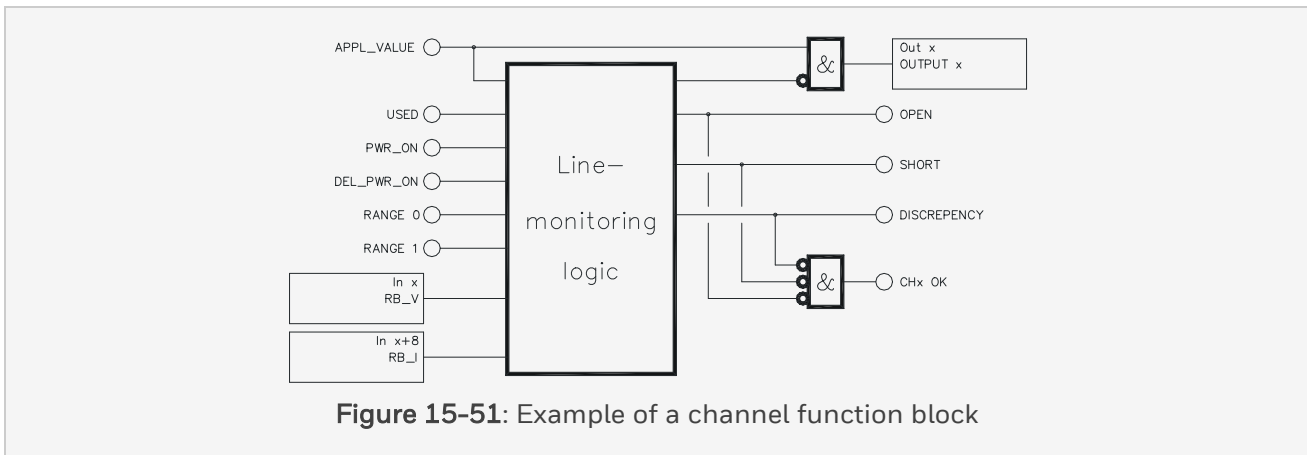 APPL_VALUE
&
Out x
OUTPUT x
USED
OPEN
PWR_ON
Line-
monitoring
logic
SHORT
DEL_PWR_ON
RANGE 0
DISCREPENCY
RANGE 1
In x
RB_V
&
CHx OK
In x+8
RB_I
Figure 15-51: Example of a channel function block